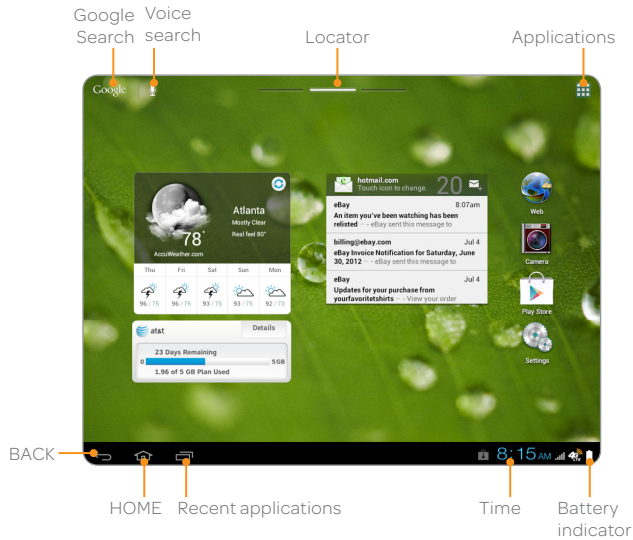 Google
Search
Voice
search
Locator
Applications
Google
Atlanta
Mostly Clear
Real feel 80°
78°
AccuWeather.com
Thu Fri Sat Sun Mon
96 / 75 96 / 75 93 / 75 93 / 75 92 / 73
at&t Details
23 Days Remaining
0 5GB
1.96 of 5 GB Plan Used
hotmail.com
Touch icon to change.
20
eBay 8:07am
An item you've been watching has been
relisted -- - eBay sent this message to
billing@ebay.com Jul 4
eBay Invoice Notification for Saturday, June
30, 2012 -- - eBay sent this message to
eBay Jul 4
Updates for your purchase from
yourfavoritetshirts -- - View your order
Web
Camera
Play Store
Settings
8:15 AM 4G
BACK
HOME
Recent applications
Time
Battery
indicator